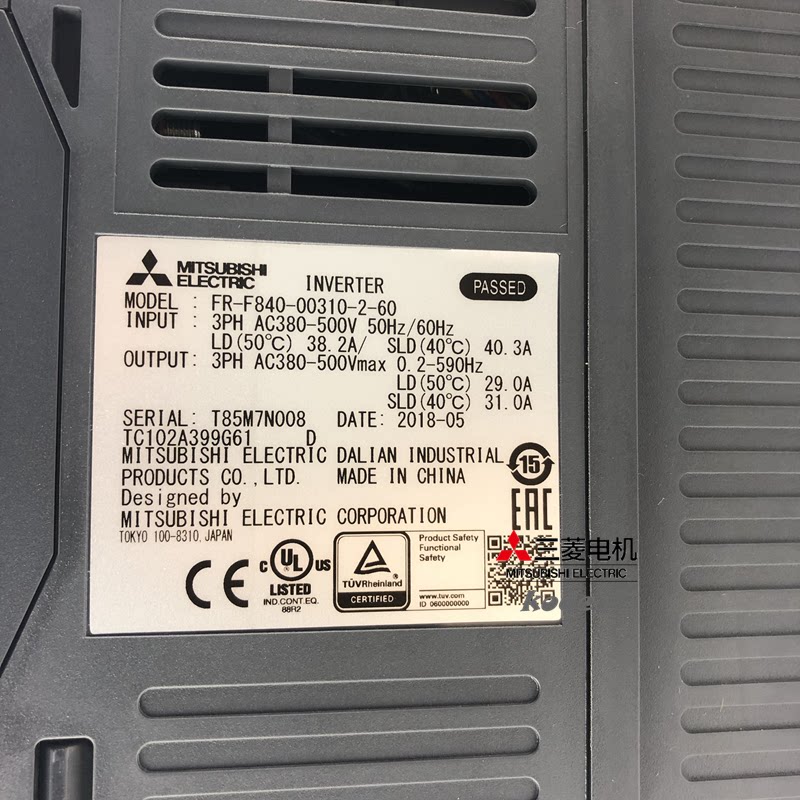 MITSUBISHI
ELECTRIC
INVERTER
PASSED
MODEL : FR-F840-00310-2-60
INPUT : 3PH AC380-500V 50Hz/60Hz
LD(50℃) 38.2A/ SLD(40℃) 40.3A
OUTPUT: 3PH AC380-500Vmax 0.2-590Hz
LD(50℃) 29.0A
SLD(40℃) 31.0A
SERIAL: T85M7N008 DATE: 2018-05
TC102A399G61 D
MITSUBISHI ELECTRIC DALIAN INDUSTRIAL
PRODUCTS CO.,LTD. MADE IN CHINA
Designed by
MITSUBISHI ELECTRIC CORPORATION
TOKYO 100-8310, JAPAN
15
EAC
CE
C UL US
LISTED
IND.CONT.EQ.
88R2
TÜVRheinland
CERTIFIED
Product Safety
Functional
Safety
www.tuv.com
ID 0600000000
三菱电机
MITSUBISHI ELECTRIC